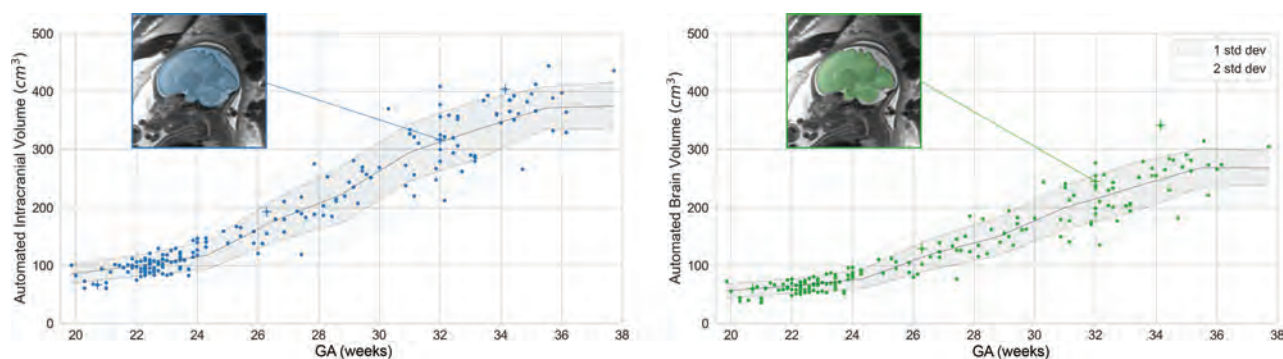 500
400
300
200
100
0
Automated Intracranial Volume (cm³)
20 22 24 26 28 30 32 34 36 38
GA (weeks)
500
400
300
200
100
0
Automated Brain Volume (cm³)
1 std dev
2 std dev
20 22 24 26 28 30 32 34 36 38
GA (weeks)